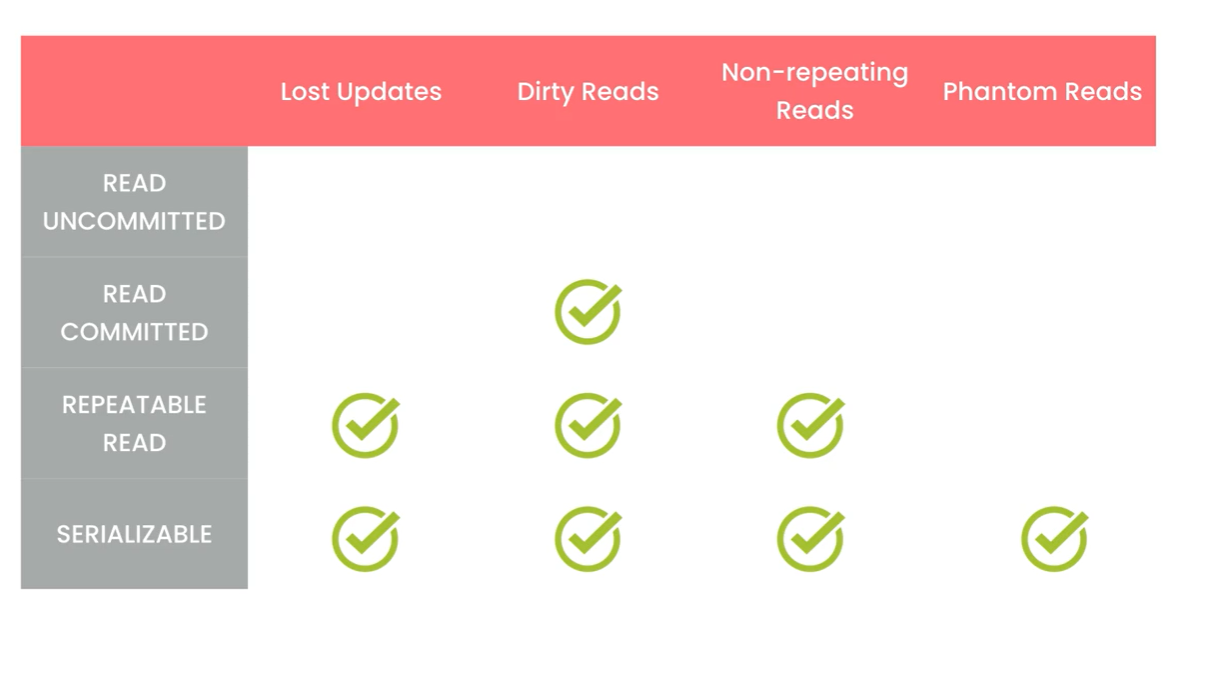 Lost Updates
Dirty Reads
Non-repeating
Reads
Phantom Reads
READ
UNCOMMITTED
READ
COMMITTED
REPEATABLE
READ
SERIALIZABLE